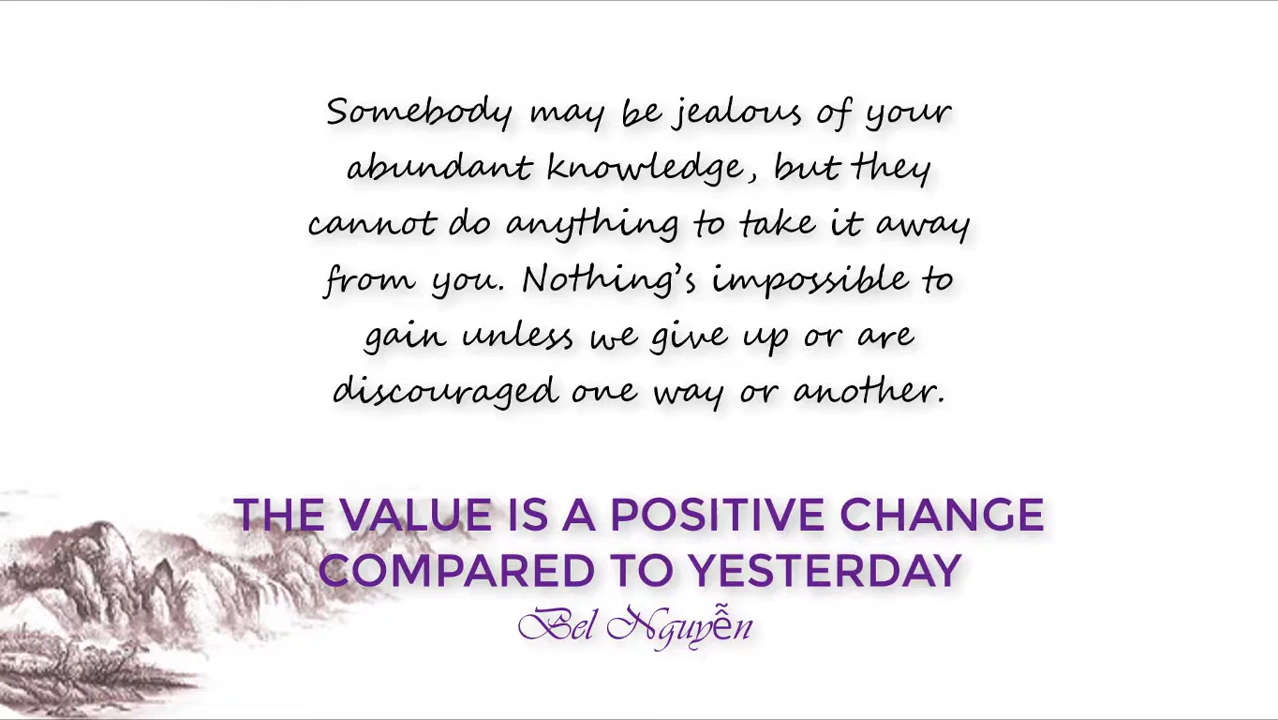 Somebody may be jealous of your
abundant knowledge, but they
cannot do anything to take it away
from you. Nothing’s impossible to
gain unless we give up or are
discouraged one way or another.
THE VALUE IS A POSITIVE CHANGE
COMPARED TO YESTERDAY
Bel Nguyễn